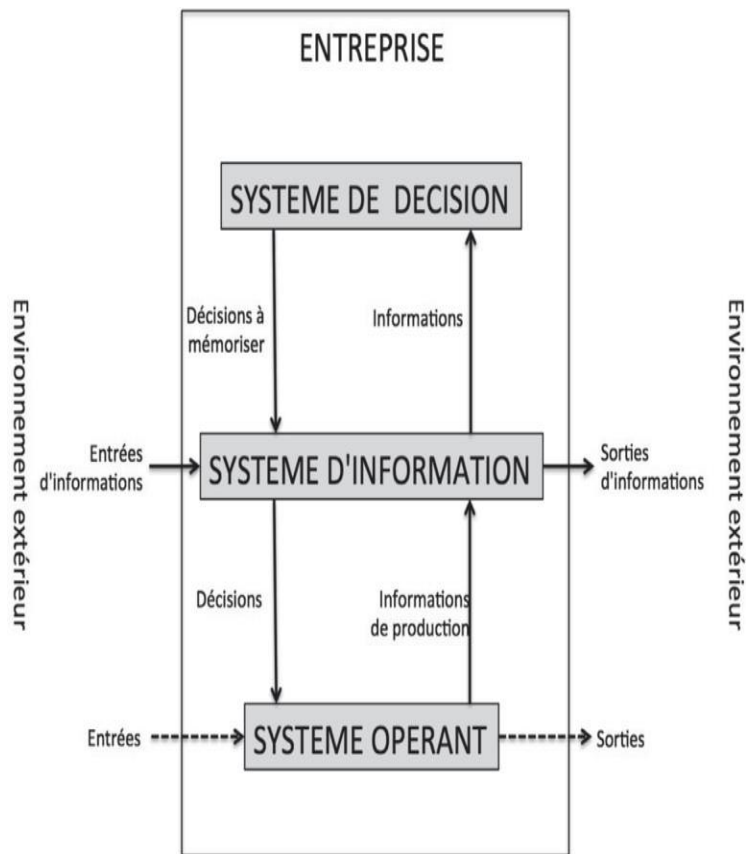 ENTREPRISE
SYSTEME DE DECISION
Décisions à
mémoriser
Informations
Environnement extérieur
Environnement extérieur
Entrées
d'informations
SYSTEME D'INFORMATION
Sorties
d'informations
Décisions
Informations
de production
Entrées
SYSTEME OPERANT
Sorties